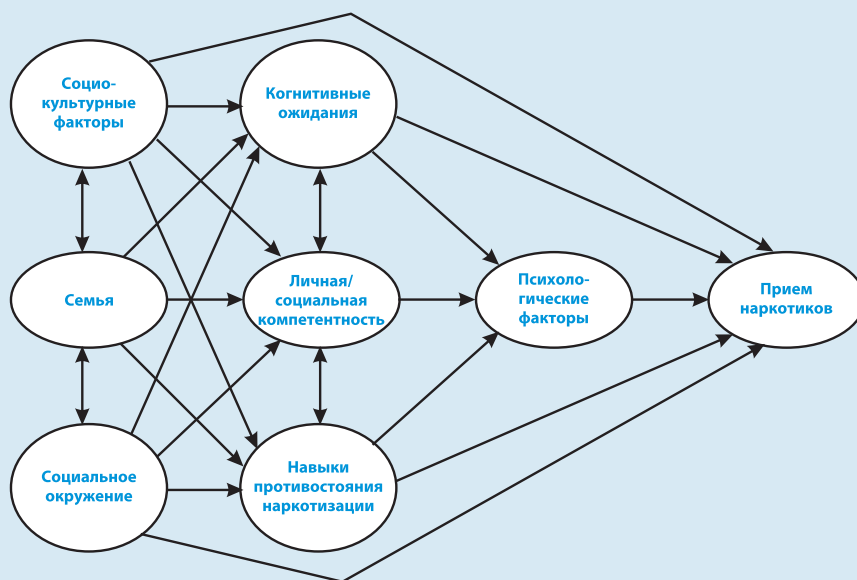 Социо-
культурные
факторы
Когнитивные
ожидания
Семья
Личная/
социальная
компетентность
Психоло-
гические
факторы
Прием
наркотиков
Социальное
окружение
Навыки
противостояния
наркотизации